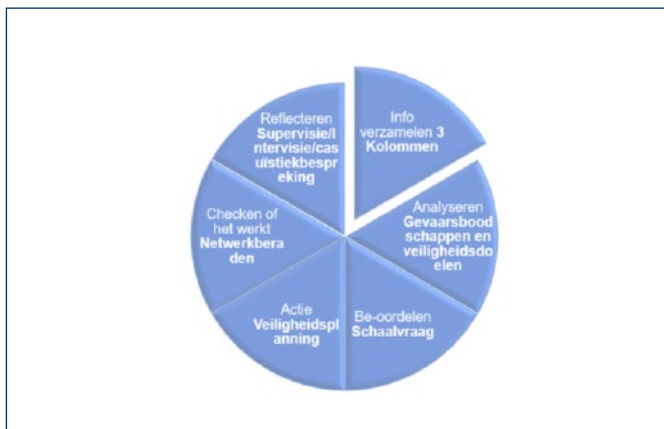 Info
verzamelen 3
Kolommen
Analyseren
Gevaarsbood
schappen en
veiligheidsdo
elen
Be-oordelen
Schaalvraag
Actie
Veiligheidspl
anning
Checken of
het werkt
Netwerkbera
den
Reflecteren
Supervisie/I
ntervisie/cas
uïstiekbespr
eking